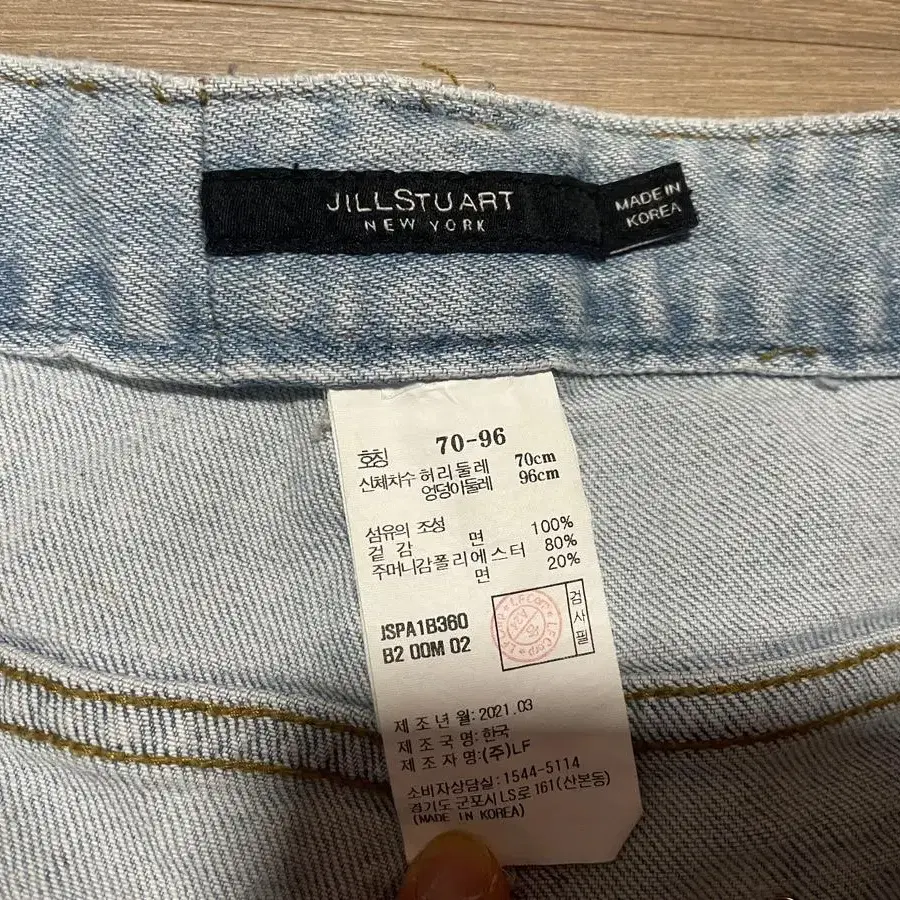 JILLSTUART
NEW YORK
MADE IN
KOREA
호칭 70-96
신체치수 허리둘레 70cm
엉덩이둘레 96cm
섬유의 조성
겉감 면 100%
주머니감 폴리에스터 80%
면 20%
JSPA1B360
B2 00M 02
LF Corp
검사필
제조년월:2021.03
제조국명:한국
제조자명:(주)LF
소비자상담실:1544-5114
경기도 군포시 LS로 161(산본동)
(MADE IN KOREA)